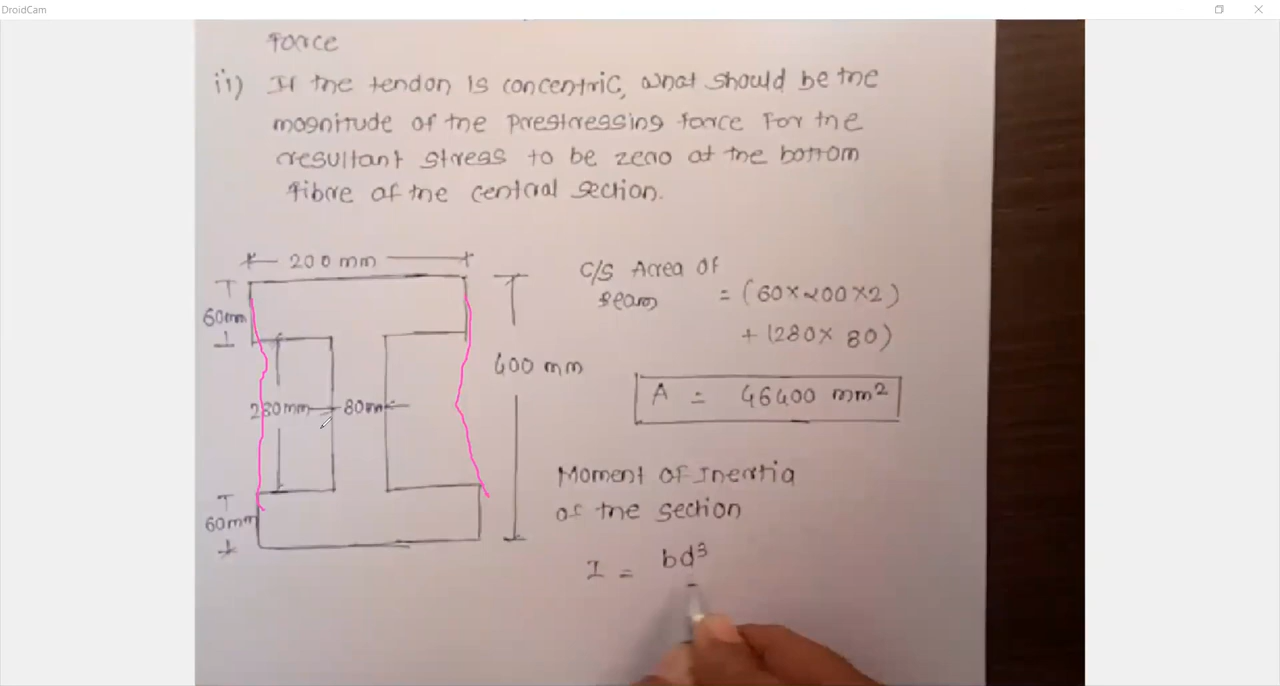 DroidCam
force
ii) If the tendon is concentric, what should be the
magnitude of the prestressing force for the
resultant stress to be zero at the bottom
fibre of the central section.
200 mm
60mm
280mm
80m
60mm
400 mm
C/S Area of
Beam = (60×200×2)
+ (280× 80)
A = 46400 mm²
Moment of Inertia
of the section
I = bd³